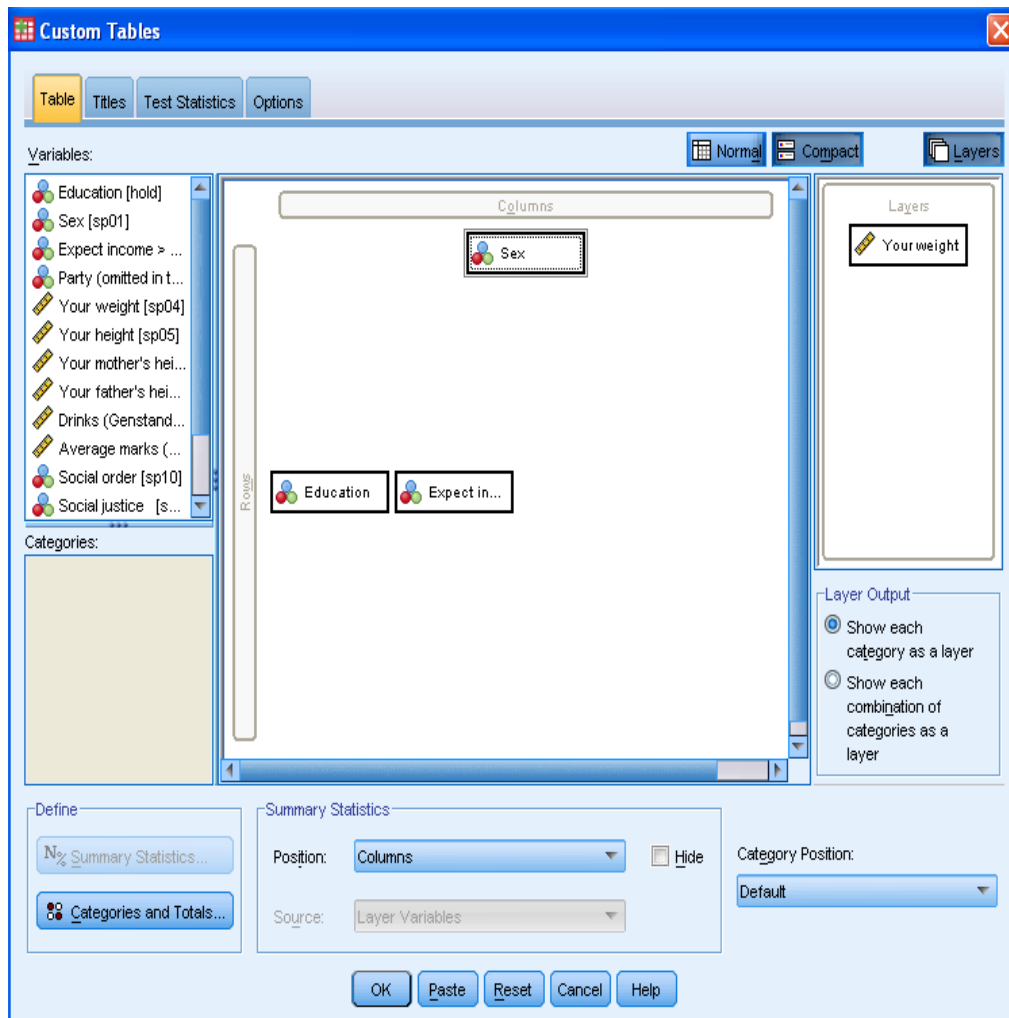 Custom Tables
Table Titles Test Statistics Options
Variables:
Normal Compact Layers
Education [hold]
Sex [sp01]
Expect income > ...
Party (omitted in t...
Your weight [sp04]
Your height [sp05]
Your mother's hei...
Your father's hei...
Drinks (Genstand...
Average marks (...
Social order [sp10]
Social justice [s...
Categories:
Columns
Sex
Rows
Education Expect in...
Layers
Your weight
Layer Output
Show each
category as a layer
Show each
combination of
categories as a
layer
Define
N% Summary Statistics...
Categories and Totals...
Summary Statistics
Position: Columns Hide
Source: Layer Variables
Category Position:
Default
OK Paste Reset Cancel Help